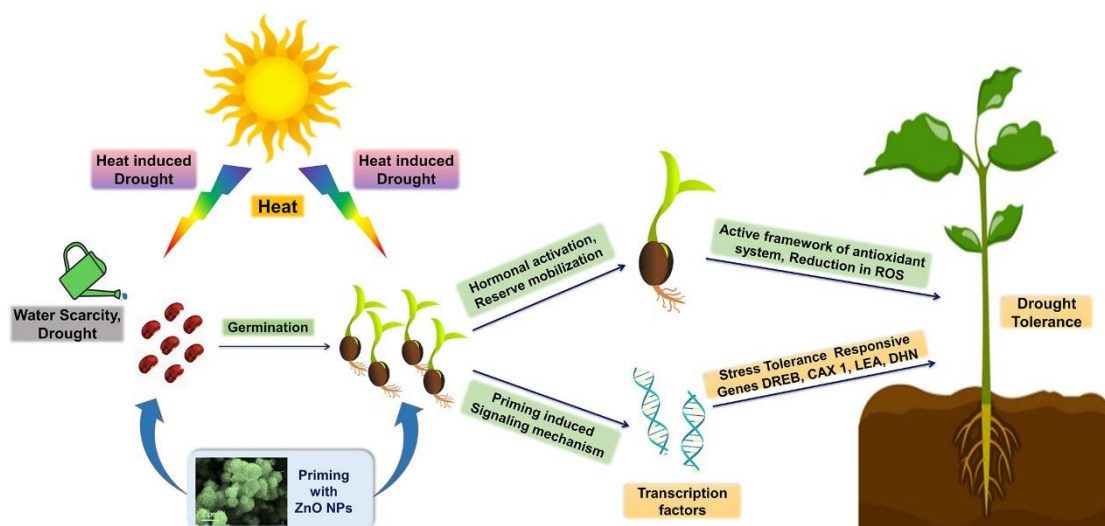 Heat induced
Drought
Heat induced
Drought
Heat
Water Scarcity,
Drought
Germination
Hormonal activation,
Reserve mobilization
Active framework of antioxidant
system, Reduction in ROS
Drought
Tolerance
Priming induced
Signaling mechanism
Stress Tolerance Responsive
Genes DREB, CAX 1, LEA, DHN
Transcription
factors
Priming
with
ZnO NPs